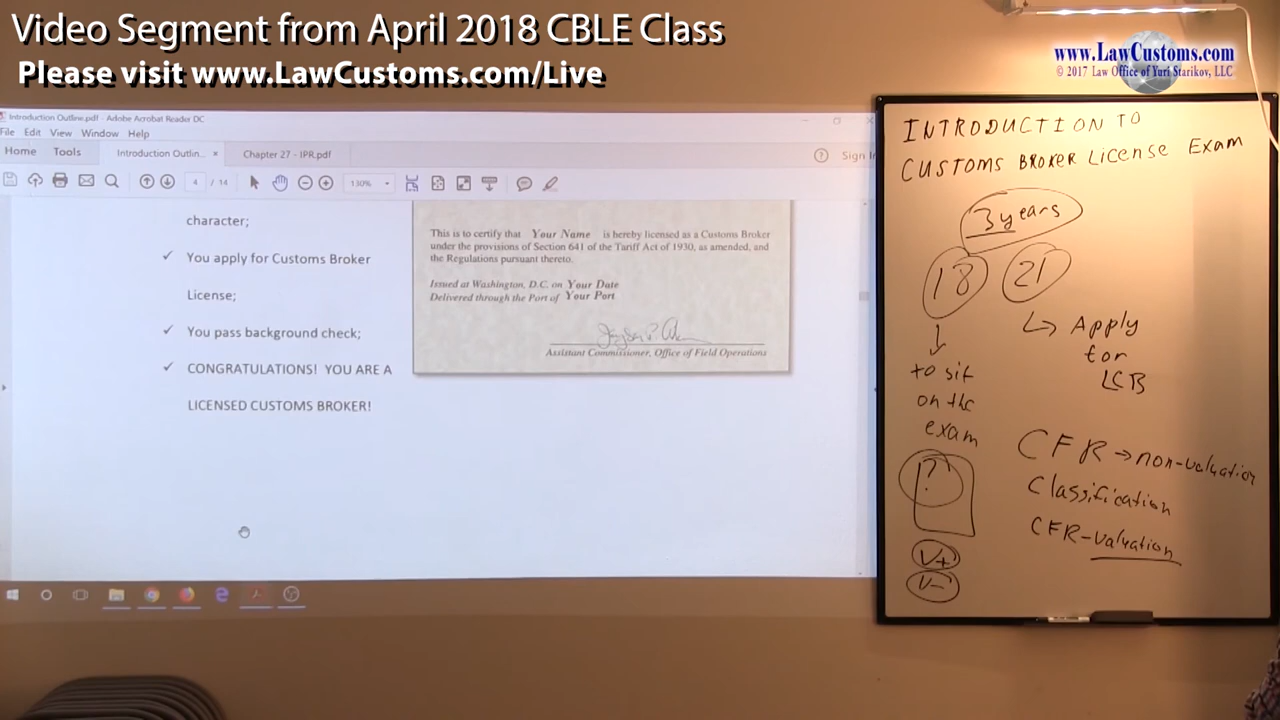 Video Segment from April 2018 CBLE Class
Please visit www.LawCustoms.com/Live
www.LawCustoms.com
© 2017 Law Office of Yuri Starikov, LLC
Introduction Outline.pdf - Adobe Acrobat Reader DC
File Edit View Window Help
Home Tools Introduction Outlin... × Chapter 27 - IPR.pdf Sign In
4 / 14 130%
character;
✓ You apply for Customs Broker
License;
✓ You pass background check;
✓ CONGRATULATIONS! YOU ARE A
LICENSED CUSTOMS BROKER!
This is to certify that Your Name is hereby licensed as a Customs Broker
under the provisions of Section 641 of the Tariff Act of 1930, as amended, and
the Regulations pursuant thereto.
Issued at Washington, D.C. on Your Date
Delivered through the Port of Your Port
Assistant Commissioner, Office of Field Operations
INTRODUCTION TO
CUSTOMS BROKER LICENSE EXAM
3 years
18 21
to sit
on the
exam
?
V+
V-
↳ Apply
for
LCB
CFR → non-valuation
Classification
CFR - valuation